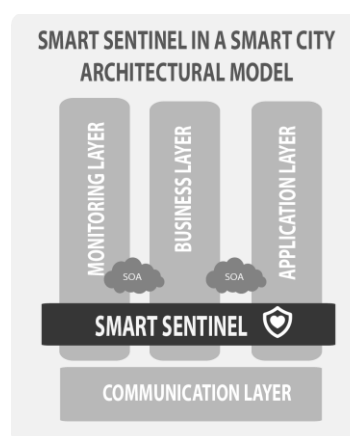 SMART SENTINEL IN A SMART CITY
ARCHITECTURAL MODEL
MONITORING LAYER
BUSINESS LAYER
APPLICATION LAYER
SOA
SOA
SMART SENTINEL
COMMUNICATION LAYER